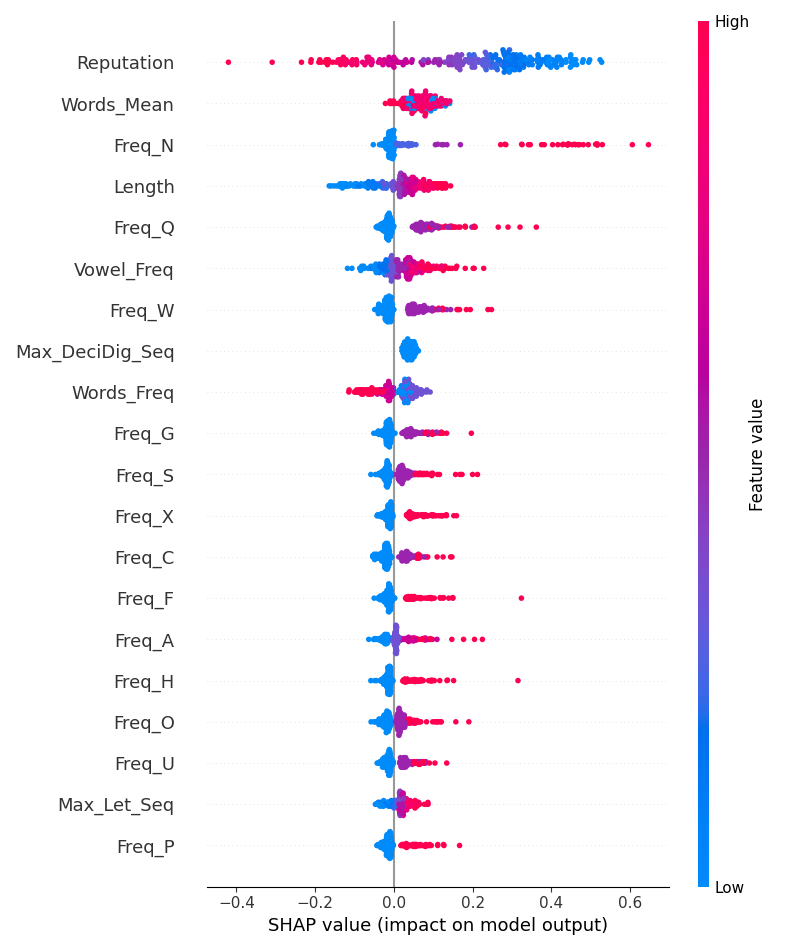 High
Reputation
Words_Mean
Freq_N
Length
Freq_Q
Vowel_Freq
Freq_W
Max_DeciDig_Seq
Words_Freq
Freq_G
Freq_S
Freq_X
Freq_C
Freq_F
Freq_A
Freq_H
Freq_O
Freq_U
Max_Let_Seq
Freq_P
Feature value
Low
−0.4 −0.2 0.0 0.2 0.4 0.6
SHAP value (impact on model output)